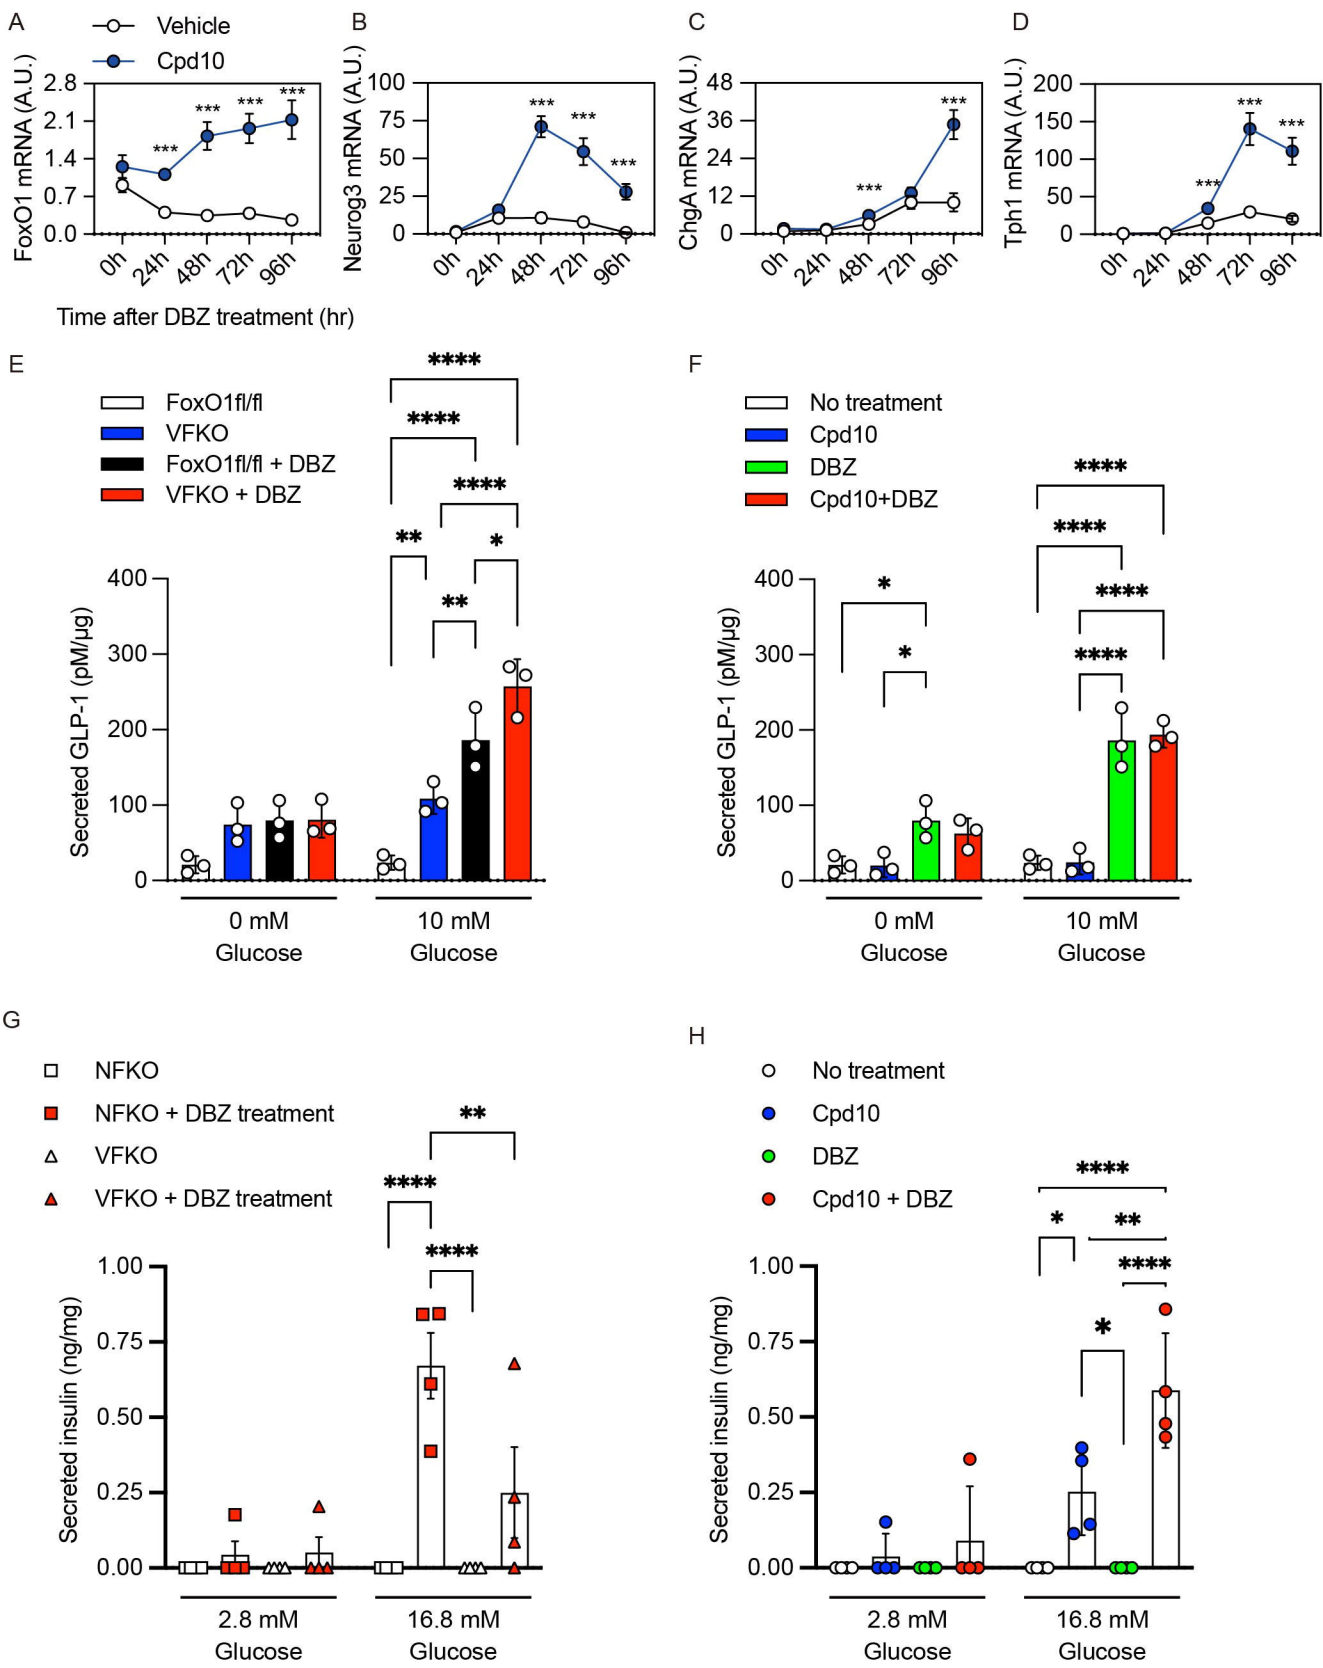 A
Vehicle
Cpd10
FoxO1 mRNA (A.U.)
2.8
2.1
1.4
0.7
0.0
***
***
***
***
0h
24h
48h
72h
96h
Time after DBZ treatment (hr)
B
Neurog3 mRNA (A.U.)
100
75
50
25
0
***
***
***
0h
24h
48h
72h
96h
C
ChgA mRNA (A.U.)
48
36
24
12
0
***
***
0h
24h
48h
72h
96h
D
Tph1 mRNA (A.U.)
200
150
100
50
0
***
***
***
0h
24h
48h
72h
96h
E
FoxO1fl/fl
VFKO
FoxO1fl/fl + DBZ
VFKO + DBZ
****
****
****
**
*
**
Secreted GLP-1 (pM/µg)
400
300
200
100
0
0 mM
Glucose
10 mM
Glucose
F
No treatment
Cpd10
DBZ
Cpd10+DBZ
****
****
*
****
*
****
Secreted GLP-1 (pM/µg)
400
300
200
100
0
0 mM
Glucose
10 mM
Glucose
G
NFKO
NFKO + DBZ treatment
VFKO
VFKO + DBZ treatment
**
****
****
Secreted insulin (ng/mg)
1.00
0.75
0.50
0.25
0.00
2.8 mM
Glucose
16.8 mM
Glucose
H
No treatment
Cpd10
DBZ
Cpd10 + DBZ
****
*
**
****
*
Secreted insulin (ng/mg)
1.00
0.75
0.50
0.25
0.00
2.8 mM
Glucose
16.8 mM
Glucose